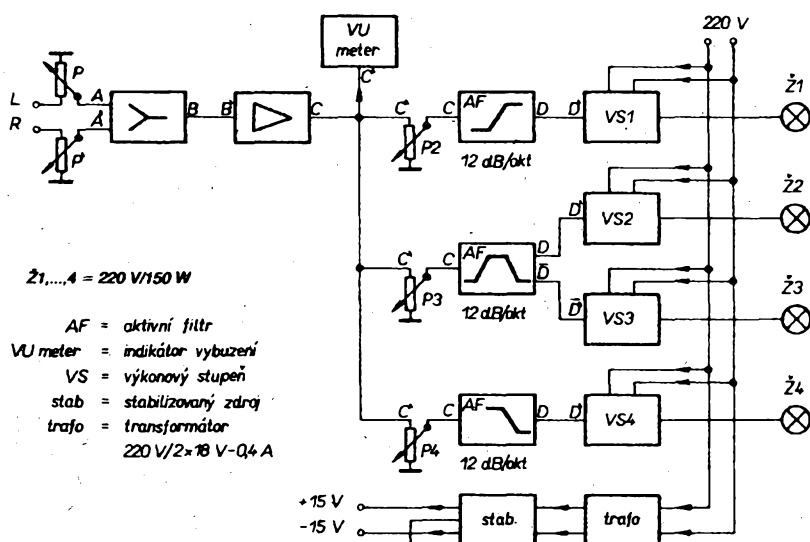 VU
meter
220 V
P
L
A
B
B'
C
C'
R
A'
P'
C'
C
P2
AF
12 dB/okt
D
D'
VS1
Ž1
C'
C
P3
AF
12 dB/okt
D
D̄
D'
VS2
Ž2
D̄'
VS3
Ž3
C'
C
P4
AF
12 dB/okt
D
D'
VS4
Ž4
Ž1,...,4 = 220 V/150 W
AF = aktivní filtr
VU meter = indikátor vybuzení
VS = výkonový stupeň
stab = stabilizovaný zdroj
trafo = transformátor
220 V/2×18 V-0,4 A
+15 V
-15 V
stab.
trafo